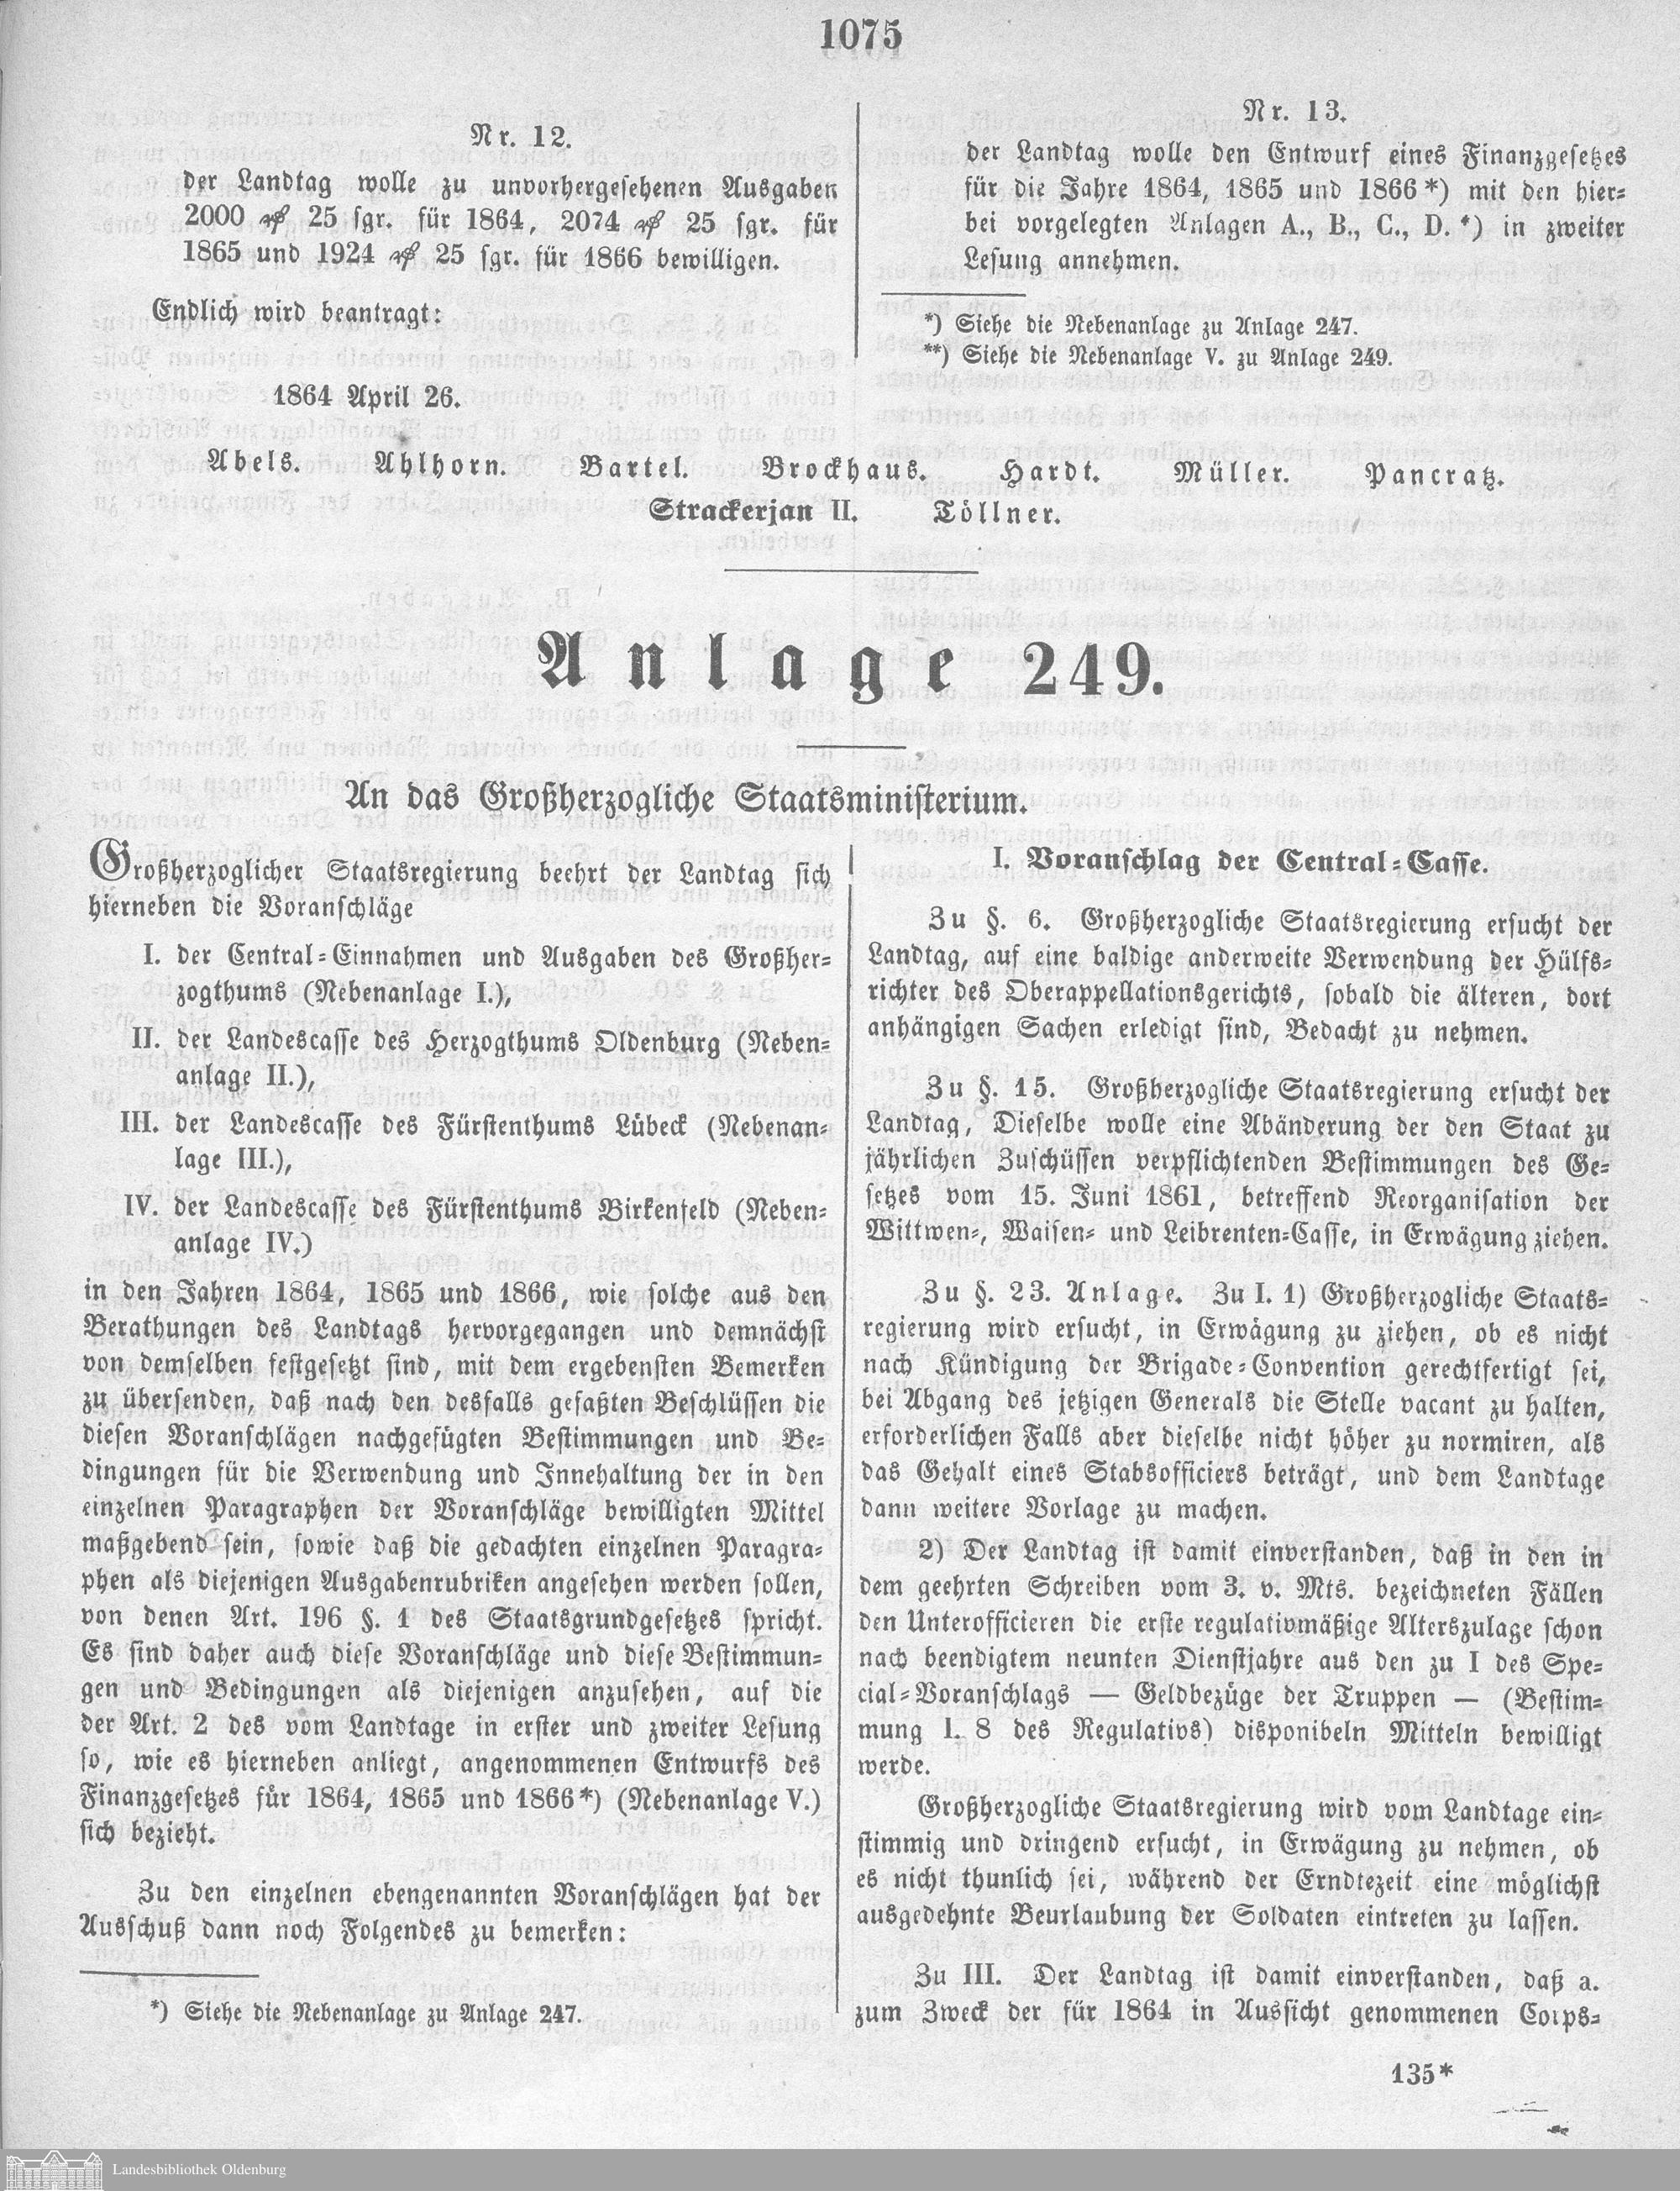 1075
Nr. 12.
der Landtag wolle zu unvorhergesehenen Ausgaben
2000 ₰ 25 sgr. für 1864, 2074 ₰ 25 sgr. für
1865 und 1924 ₰ 25 sgr. für 1866 bewilligen.
Endlich wird beantragt:
Nr. 13.
der Landtag wolle den Entwurf eines Finanzgesetzes
für die Jahre 1864, 1865 und 1866*) mit den hier-
bei vorgelegten Anlagen A., B., C., D.*) in zweiter
Lesung annehmen.
*) Siehe die Nebenanlage zu Anlage 247.
**) Siehe die Nebenanlage V. zu Anlage 249.
1864 April 26.
Abels. Ahlhorn. Bartel. Brockhaus. Hardt. Müller. Pancratz.
Strackerjan II. Töllner.
Anlage 249.
An das Großherzogliche Staatsministerium.
Großherzoglicher Staatsregierung beehrt der Landtag sich
hierneben die Voranschläge
I. der Central-Einnahmen und Ausgaben des Großher-
zogthums (Nebenanlage I.),
II. der Landescasse des Herzogthums Oldenburg (Neben-
anlage II.),
III. der Landescasse des Fürstenthums Lübeck (Nebenan-
lage III.),
IV. der Landescasse des Fürstenthums Birkenfeld (Neben-
anlage IV.)
in den Jahren 1864, 1865 und 1866, wie solche aus den
Berathungen des Landtags hervorgegangen und demnächst
von demselben festgesetzt sind, mit dem ergebensten Bemerken
zu übersenden, daß nach den desfalls gefaßten Beschlüssen die
diesen Voranschlägen nachgefügten Bestimmungen und Be-
dingungen für die Verwendung und Innehaltung der in den
einzelnen Paragraphen der Voranschläge bewilligten Mittel
maßgebend sein, sowie daß die gedachten einzelnen Paragra-
phen als diejenigen Ausgabenrubriken angesehen werden sollen,
von denen Art. 196 §. 1 des Staatsgrundgesetzes spricht.
Es sind daher auch diese Voranschläge und diese Bestimmun-
gen und Bedingungen als diejenigen anzusehen, auf die
der Art. 2 des vom Landtage in erster und zweiter Lesung
so, wie es hierneben anliegt, angenommenen Entwurfs des
Finanzgesetzes für 1864, 1865 und 1866*) (Nebenanlage V.)
sich bezieht.
Zu den einzelnen ebengenannten Voranschlägen hat der
Ausschuß dann noch Folgendes zu bemerken:
*) Siehe die Nebenanlage zu Anlage 247.
I. Voranschlag der Central-Casse.
Zu §. 6. Großherzogliche Staatsregierung ersucht der
Landtag, auf eine baldige anderweite Verwendung der Hülfs-
richter des Oberappellationsgerichts, sobald die älteren, dort
anhängigen Sachen erledigt sind, Bedacht zu nehmen.
Zu §. 15. Großherzogliche Staatsregierung ersucht der
Landtag, Dieselbe wolle eine Abänderung der den Staat zu
jährlichen Zuschüssen verpflichtenden Bestimmungen des Ge-
setzes vom 15. Juni 1861, betreffend Reorganisation der
Wittwen-, Waisen- und Leibrenten-Casse, in Erwägung ziehen.
Zu §. 23. Anlage. Zu I. 1) Großherzogliche Staats-
regierung wird ersucht, in Erwägung zu ziehen, ob es nicht
nach Kündigung der Brigade-Convention gerechtfertigt sei,
bei Abgang des jetzigen Generals die Stelle vacant zu halten,
erforderlichen Falls aber dieselbe nicht höher zu normiren, als
das Gehalt eines Stabsofficiers beträgt, und dem Landtage
dann weitere Vorlage zu machen.
2) Der Landtag ist damit einverstanden, daß in den in
dem geehrten Schreiben vom 3. v. Mts. bezeichneten Fällen
den Unterofficieren die erste regulativmäßige Alterszulage schon
nach beendigtem neunten Dienstjahre aus den zu I des Spe-
cial-Voranschlags — Geldbezüge der Truppen — (Bestim-
mung I. 8 des Regulativs) disponibeln Mitteln bewilligt
werde.
Großherzogliche Staatsregierung wird vom Landtage ein-
stimmig und dringend ersucht, in Erwägung zu nehmen, ob
es nicht thunlich sei, während der Erndtezeit eine möglichst
ausgedehnte Beurlaubung der Soldaten eintreten zu lassen.
Zu III. Der Landtag ist damit einverstanden, daß a.
zum Zweck der für 1864 in Aussicht genommenen Corps-
135*
Landesbibliothek Oldenburg